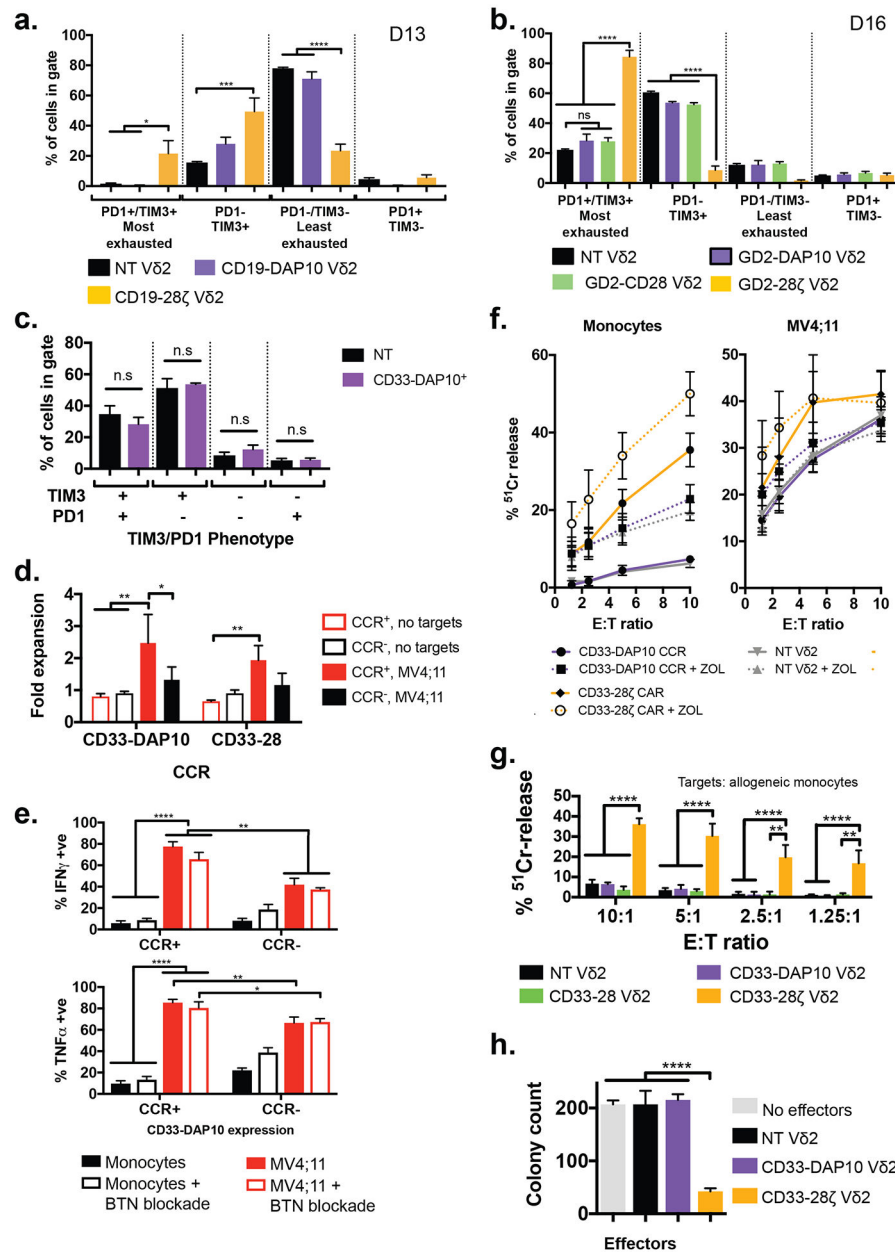 a.
D13
% of cells in gate
100
80
60
40
20
0
*
***
****
PD1+/TIM3+
Most
exhausted
PD1-
TIM3+
PD1-/TIM3-
Least
exhausted
PD1+
TIM3-
NT Vδ2
CD19-DAP10 Vδ2
CD19-28ζ Vδ2
b.
D16
% of cells in gate
100
80
60
40
20
0
ns
****
****
PD1+/TIM3+
Most
exhausted
PD1-
TIM3+
PD1-/TIM3-
Least
exhausted
PD1+
TIM3-
NT Vδ2
GD2-DAP10 Vδ2
GD2-CD28 Vδ2
GD2-28ζ Vδ2
c.
% of cells in gate
100
80
60
40
20
0
n.s
n.s
n.s
n.s
NT
CD33-DAP10+
TIM3 + + - -
PD1 + - - +
TIM3/PD1 Phenotype
d.
Fold expansion
4
3
2
1
0
**
*
**
CD33-DAP10
CD33-28
CCR
CCR+, no targets
CCR-, no targets
CCR+, MV4;11
CCR-, MV4;11
e.
% IFNγ +ve
100
80
60
40
20
0
****
**
CCR+
CCR-
% TNFα +ve
100
80
60
40
20
0
****
**
*
CCR+
CCR-
CD33-DAP10 expression
Monocytes
Monocytes +
BTN blockade
MV4;11
MV4;11 +
BTN blockade
f.
Monocytes
% 51Cr release
60
40
20
0
0 2 4 6 8 10
E:T ratio
MV4;11
50
40
30
20
10
0
0 2 4 6 8 10
E:T ratio
CD33-DAP10 CCR
CD33-DAP10 CCR + ZOL
CD33-28ζ CAR
CD33-28ζ CAR + ZOL
NT Vδ2
NT Vδ2 + ZOL
g.
Targets: allogeneic monocytes
% 51Cr-release
50
40
30
20
10
0
****
****
****
**
****
**
10:1
5:1
2.5:1
1.25:1
E:T ratio
NT Vδ2
CD33-DAP10 Vδ2
CD33-28 Vδ2
CD33-28ζ Vδ2
h.
Colony count
200
100
0
****
Effectors
No effectors
NT Vδ2
CD33-DAP10 Vδ2
CD33-28ζ Vδ2